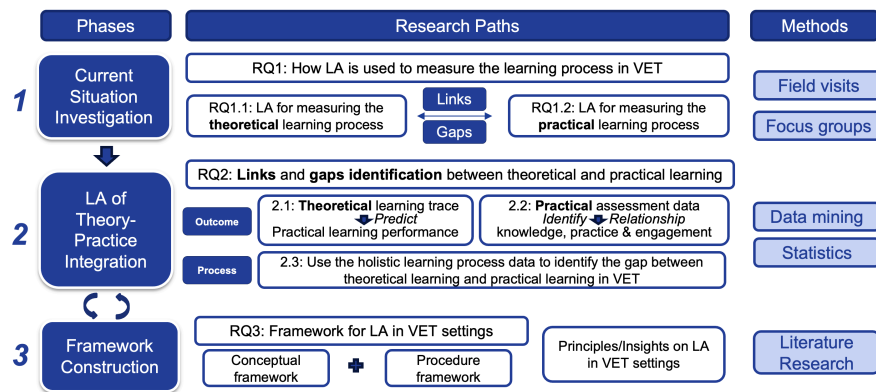 Phases
Research Paths
Methods
1
Current
Situation
Investigation
RQ1: How LA is used to measure the learning process in VET
RQ1.1: LA for measuring the
theoretical learning process
Links
Gaps
RQ1.2: LA for measuring the
practical learning process
Field visits
Focus groups
2
LA of
Theory-
Practice
Integration
RQ2: Links and gaps identification between theoretical and practical learning
Outcome
2.1: Theoretical learning trace
Predict
Practical learning performance
2.2: Practical assessment data
Identify Relationship
knowledge, practice & engagement
Process
2.3: Use the holistic learning process data to identify the gap between
theoretical learning and practical learning in VET
Data mining
Statistics
3
Framework
Construction
RQ3: Framework for LA in VET settings
Conceptual
framework
Procedure
framework
Principles/Insights on LA
in VET settings
Literature
Research